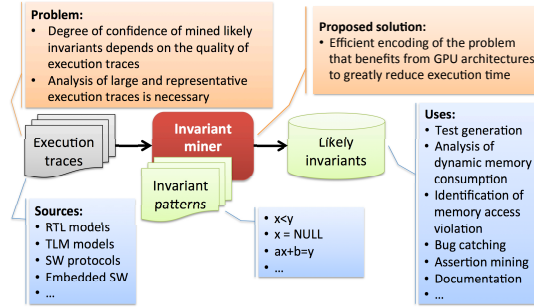 Problem:
• Degree of confidence of mined likely
invariants depends on the quality of
execution traces
• Analysis of large and representative
execution traces is necessary
Proposed solution:
• Efficient encoding of the problem
that benefits from GPU architectures
to greatly reduce execution time
Execution
traces
Invariant
miner
Invariant
patterns
Likely
invariants
Sources:
• RTL models
• TLM models
• SW protocols
• Embedded SW
• ...
• x<y
• x = NULL
• ax+b=y
• ...
Uses:
• Test generation
• Analysis of
dynamic memory
consumption
• Identification of
memory access
violation
• Bug catching
• Assertion mining
• Documentation
• ...